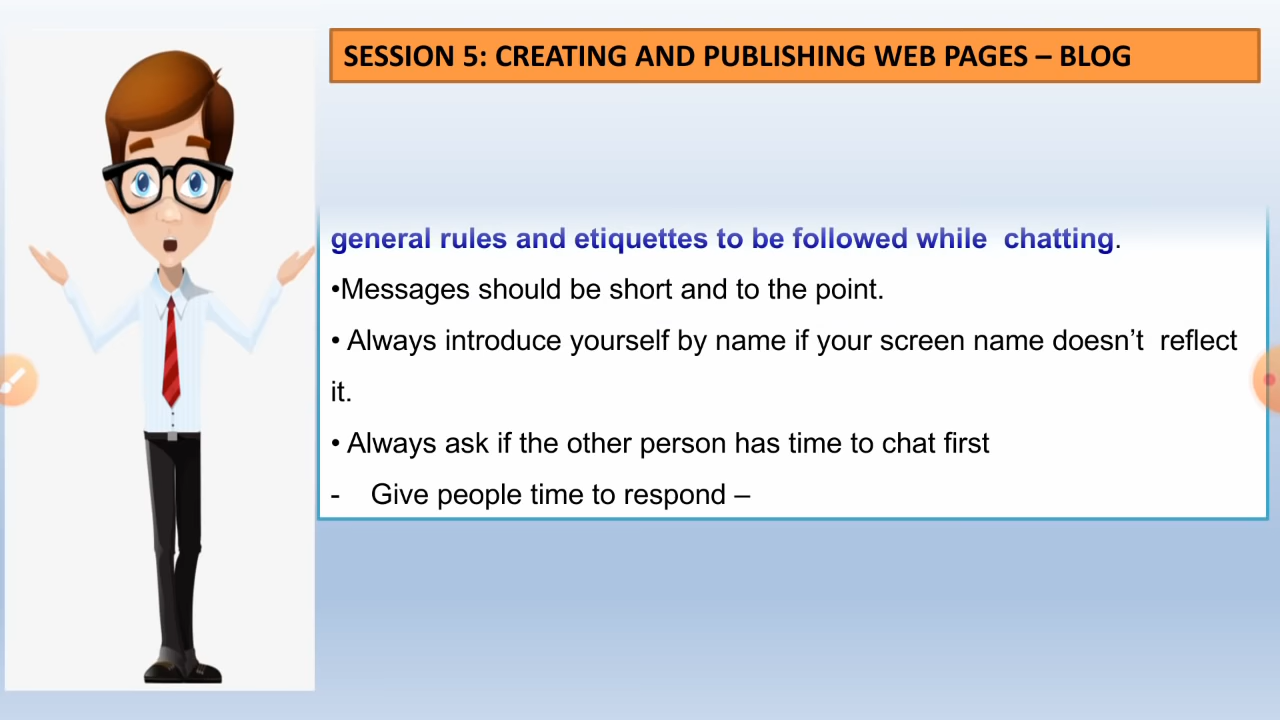 SESSION 5: CREATING AND PUBLISHING WEB PAGES – BLOG
general rules and etiquettes to be followed while  chatting.
•Messages should be short and to the point.
• Always introduce yourself by name if your screen name doesn’t  reflect
it.
• Always ask if the other person has time to chat first
-    Give people time to respond –